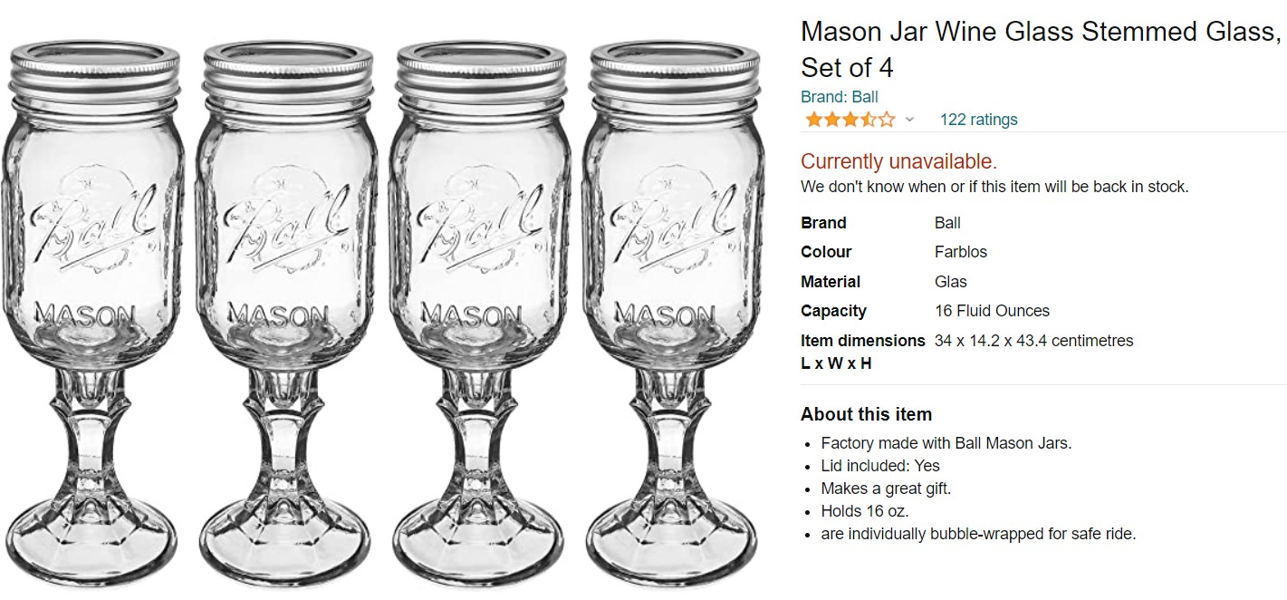 Mason Jar Wine Glass Stemmed Glass,
Set of 4
Brand: Ball
122 ratings
Currently unavailable.
We don't know when or if this item will be back in stock.
Brand Ball
Colour Farblos
Material Glas
Capacity 16 Fluid Ounces
Item dimensions 34 x 14.2 x 43.4 centimetres
L x W x H
About this item
• Factory made with Ball Mason Jars.
• Lid included: Yes
• Makes a great gift.
• Holds 16 oz.
• are individually bubble-wrapped for safe ride.
Ball Ball Ball Ball
MASON MASON MASON MASON